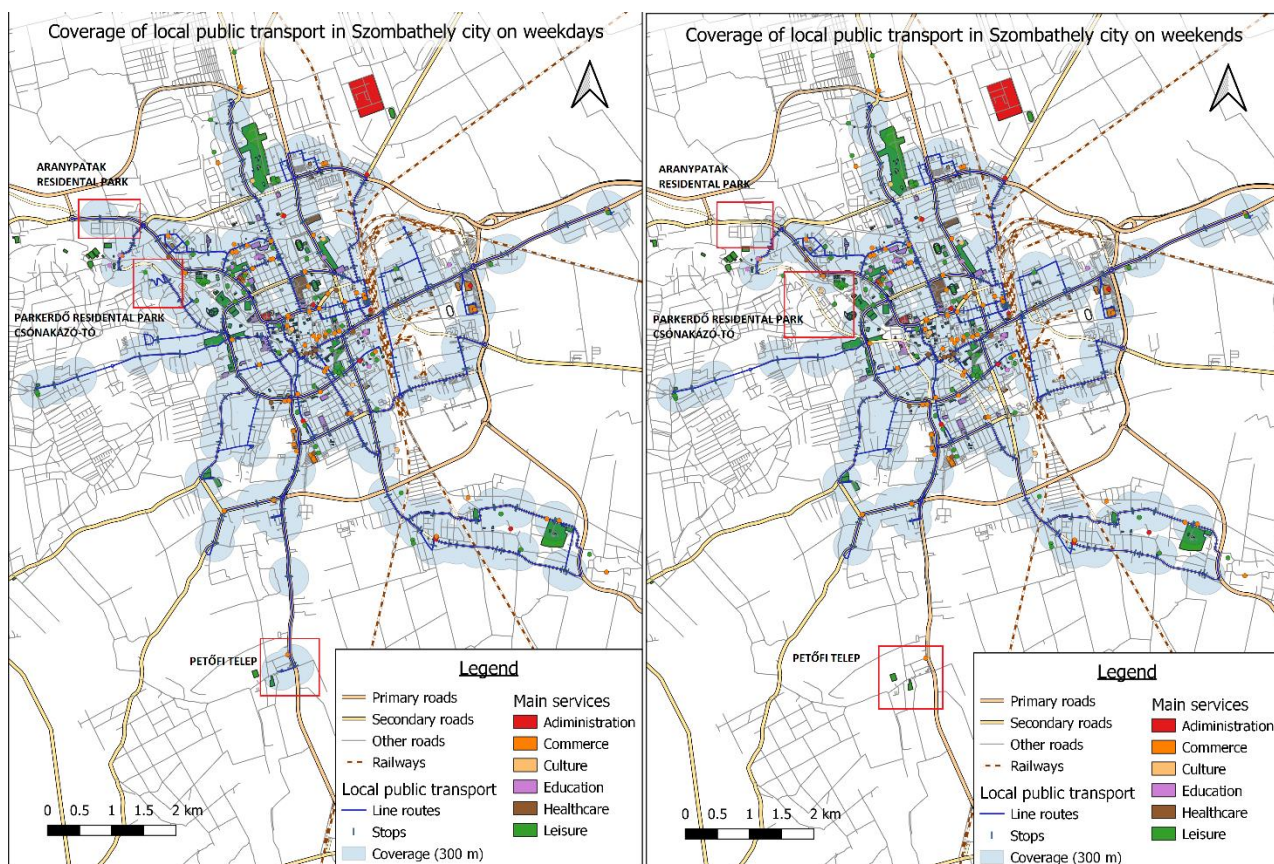 Coverage of local public transport in Szombathely city on weekdays
ARANYPATAK
RESIDENTAL PARK
PARKERDŐ RESIDENTAL PARK
CSÓNAKÁZÓ-TÓ
PETŐFI TELEP
0 0.5 1 1.5 2 km
Legend
Primary roads
Secondary roads
Other roads
Railways
Local public transport
Line routes
Stops
Coverage (300 m)
Main services
Adiministration
Commerce
Culture
Education
Healthcare
Leisure
Coverage of local public transport in Szombathely city on weekends
ARANYPATAK
RESIDENTAL PARK
PARKERDŐ RESIDENTAL PARK
CSÓNAKÁZÓ-TÓ
PETŐFI TELEP
0 0.5 1 1.5 2 km
Legend
Primary roads
Secondary roads
Other roads
Railways
Local public transport
Line routes
Stops
Coverage (300 m)
Main services
Adiministration
Commerce
Culture
Education
Healthcare
Leisure